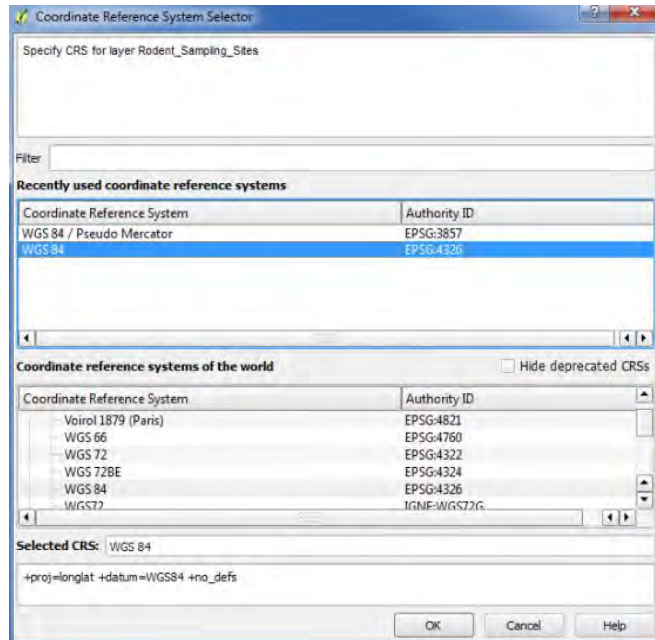 Coordinate Reference System Selector
Specify CRS for layer Rodent_Sampling_Sites
Filter
Recently used coordinate reference systems
Coordinate Reference System Authority ID
WGS 84 / Pseudo Mercator EPSG:3857
WGS 84 EPSG:4326
Coordinate reference systems of the world Hide deprecated CRSs
Coordinate Reference System Authority ID
Voirol 1879 (Paris) EPSG:4821
WGS 66 EPSG:4760
WGS 72 EPSG:4322
WGS 72BE EPSG:4324
WGS 84 EPSG:4326
WGS72 IGNF:WGS72G
Selected CRS: WGS 84
+proj=longlat +datum=WGS84 +no_defs
OK Cancel Help